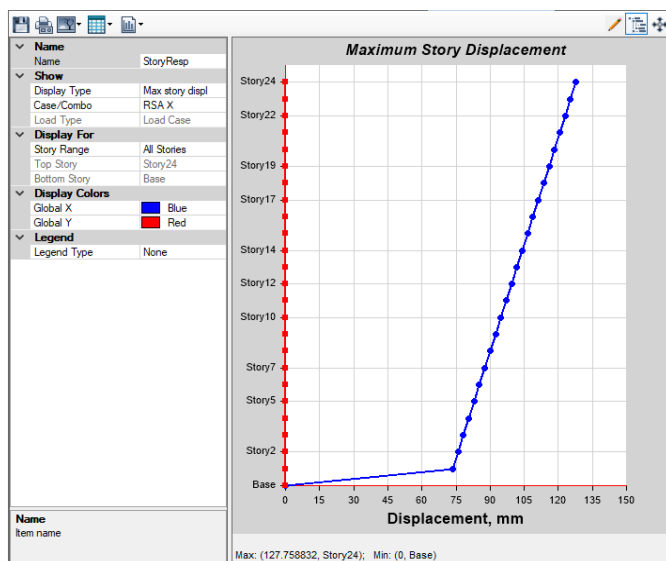 Name
Name StoryResp
Show
Display Type Max story displ
Case/Combo RSA X
Load Type Load Case
Display For
Story Range All Stories
Top Story Story24
Bottom Story Base
Display Colors
Global X Blue
Global Y Red
Legend
Legend Type None
Name
Item name
Maximum Story Displacement
Story24
Story22
Story19
Story17
Story14
Story12
Story10
Story7
Story5
Story2
Base
0 15 30 45 60 75 90 105 120 135 150
Displacement, mm
Max: (127.758832, Story24); Min: (0, Base)